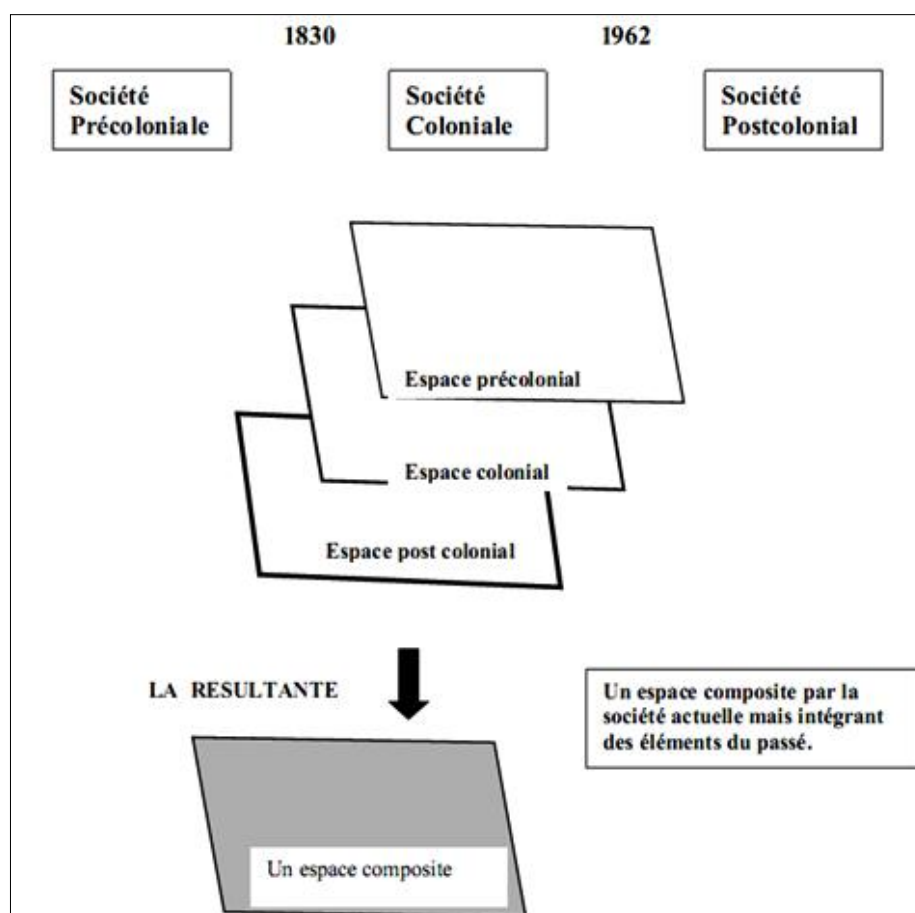 1830 1962
Société
Précoloniale
Société
Coloniale
Société
Postcolonial
Espace précolonial
Espace colonial
Espace post colonial
LA RESULTANTE
Un espace composite par la
société actuelle mais intégrant
des éléments du passé.
Un espace composite